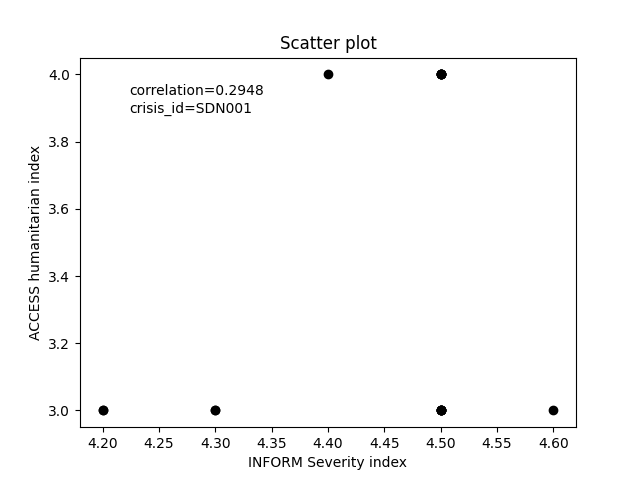 Scatter plot
correlation=0.2948
crisis_id=SDN001
ACCESS humanitarian index
4.0
3.8
3.6
3.4
3.2
3.0
4.20 4.25 4.30 4.35 4.40 4.45 4.50 4.55 4.60
INFORM Severity index